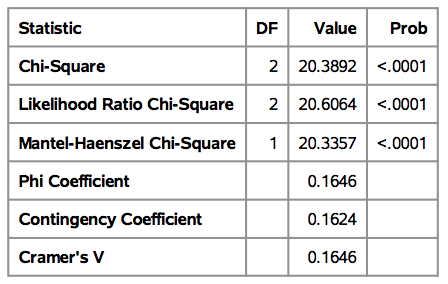 Statistic DF Value Prob
Chi-Square 2 20.3892 <.0001
Likelihood Ratio Chi-Square 2 20.6064 <.0001
Mantel-Haenszel Chi-Square 1 20.3357 <.0001
Phi Coefficient 0.1646
Contingency Coefficient 0.1624
Cramer's V 0.1646